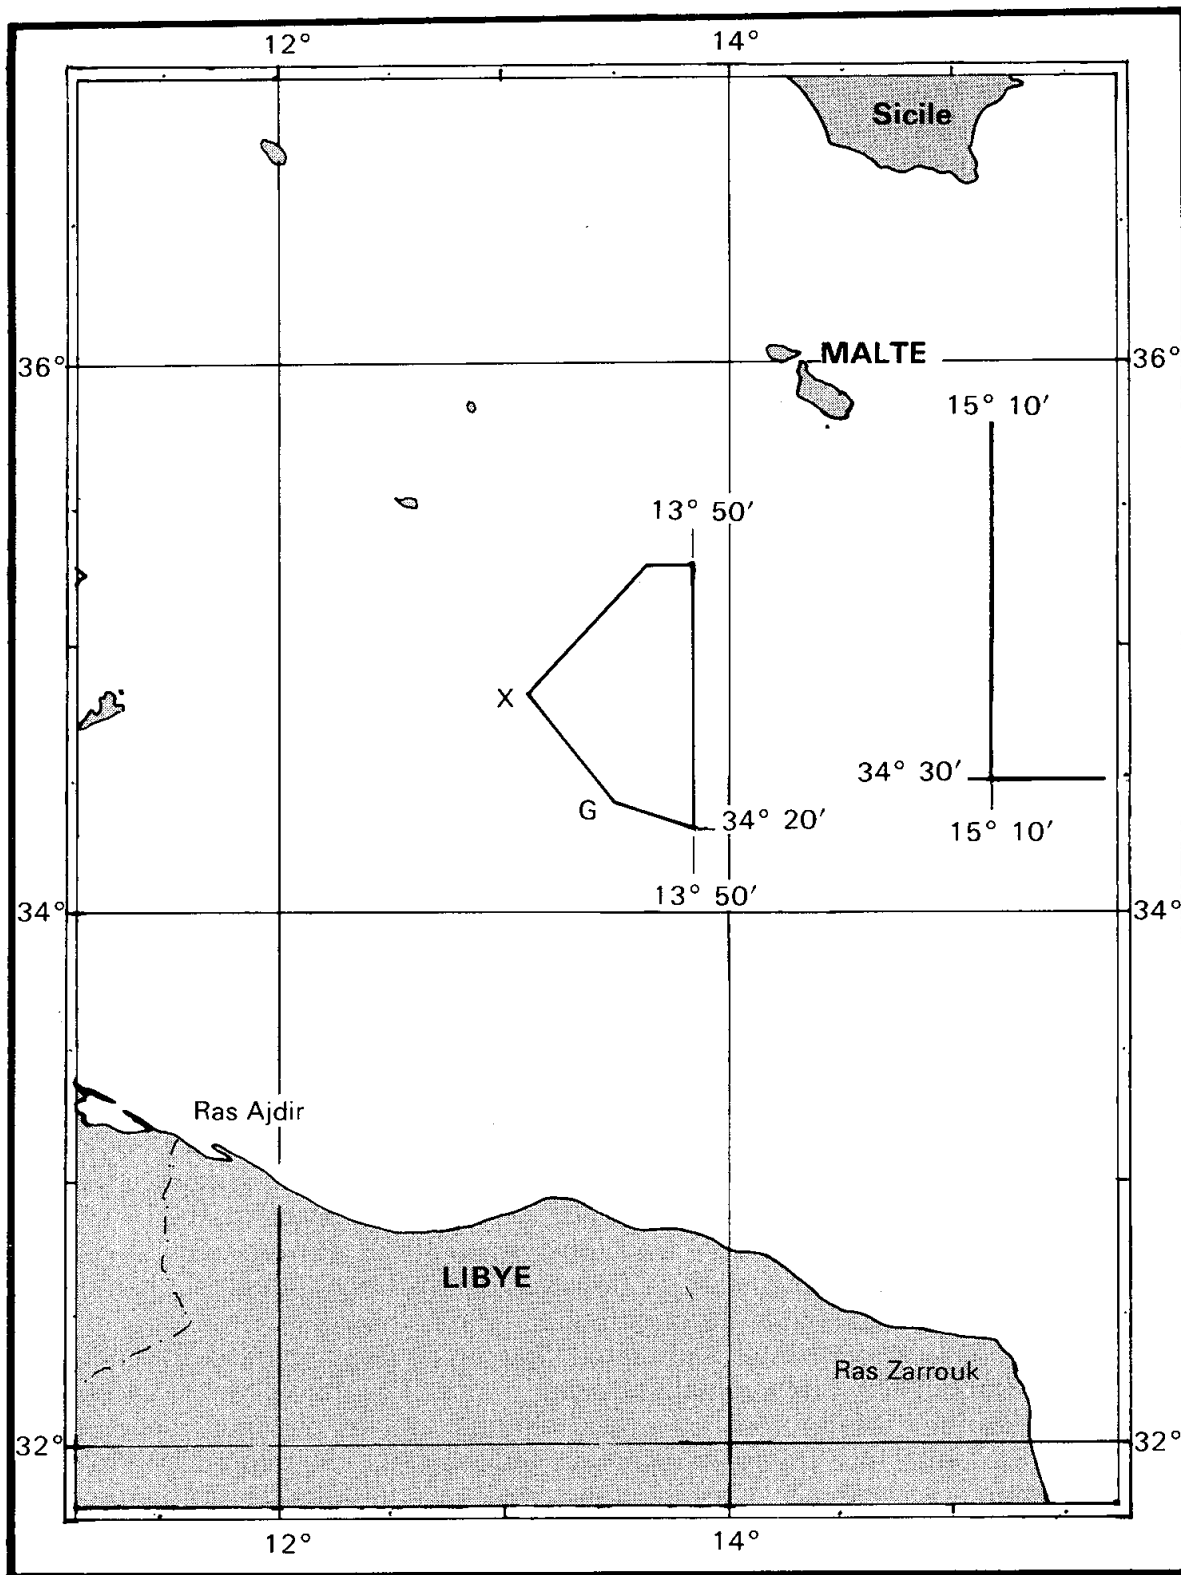 12° 14°
Sicile
36° MALTE 36°
15° 10′
13° 50′
X
34° 30′
G 34° 20′
15° 10′
13° 50′
34° 34°
Ras Ajdir
LIBYE
Ras Zarrouk
32° 32°
12° 14°